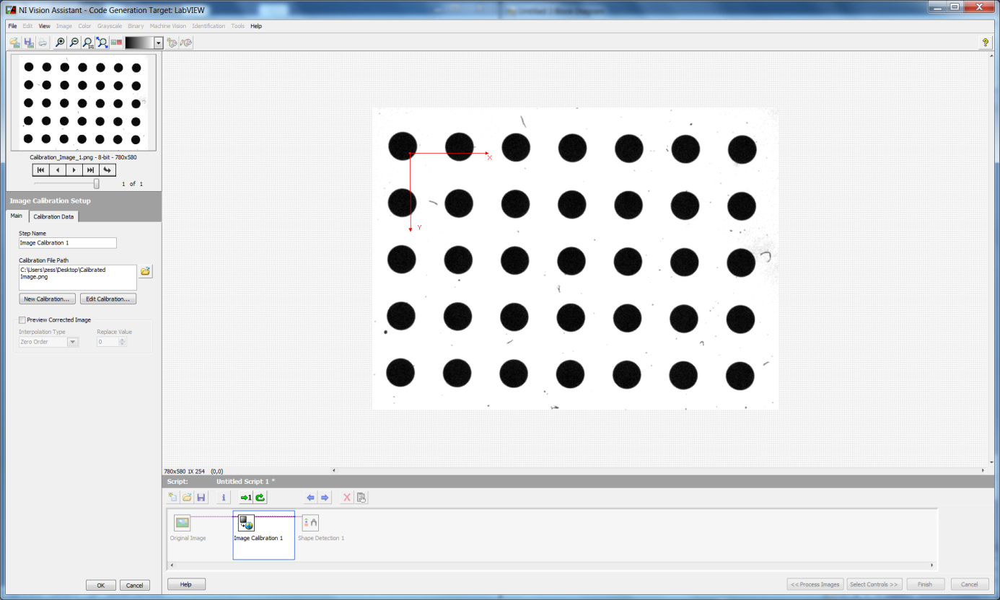 NI Vision Assistant - Code Generation Target: LabVIEW
File Edit View Image Color Grayscale Binary Machine Vision Identification Tools Help
1:1
?
Calibration_Image_1.png - 8-bit - 780x580
1 of 1
Image Calibration Setup
Main Calibration Data
Step Name
Image Calibration 1
Calibration File Path
C:\Users\zess\Desktop\Calibrated
Image.png
New Calibration... Edit Calibration...
Preview Corrected Image
Interpolation Type Replace Value
Zero Order 0
X
Y
780x580 1X 254 (0,0)
Script: Untitled Script 1 *
i 1
Original Image Image Calibration 1 Shape Detection 1
OK Cancel Help << Process Images Select Controls >> Finish Cancel